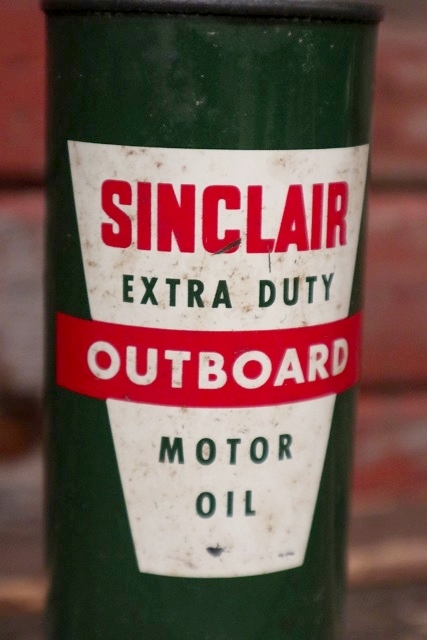 SINCLAIR
EXTRA DUTY
OUTBOARD
MOTOR
OIL